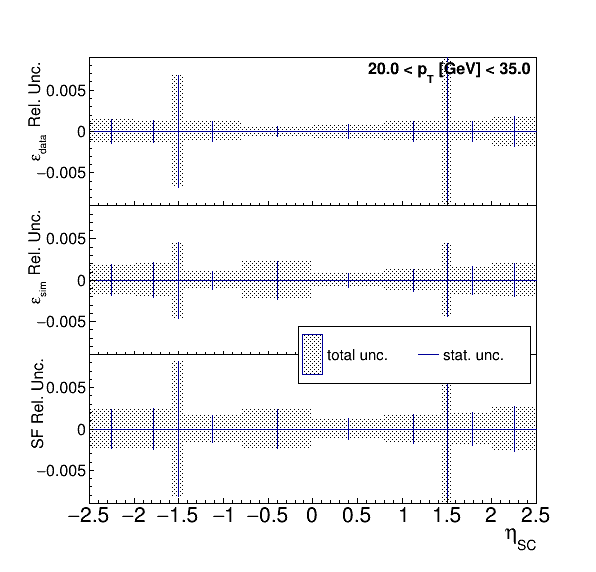 20.0 < p_T [GeV] < 35.0
ε_data Rel. Unc.
0.005
0
−0.005
ε_sim Rel. Unc.
0.005
0
−0.005
total unc. stat. unc.
SF Rel. Unc.
0.005
0
−0.005
−2.5 −2 −1.5 −1 −0.5 0 0.5 1 1.5 2 2.5
η_SC